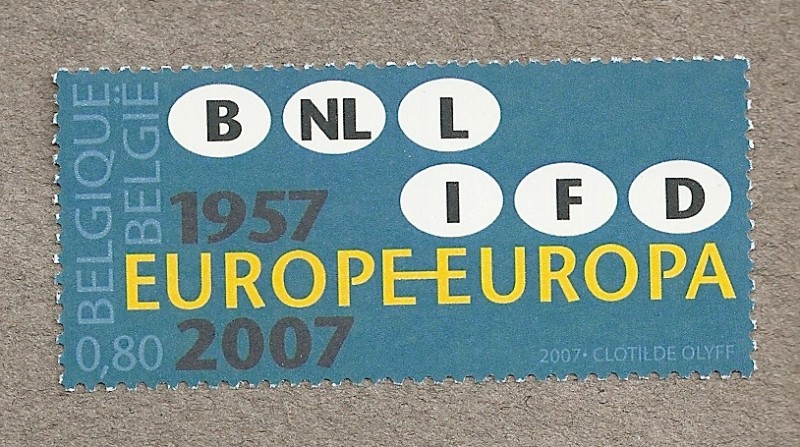 BELGIQUE
BELGIË
B NL L
I F D
1957
EUROPE-EUROPA
2007
0,80
2007 • CLOTILDE OLYFF